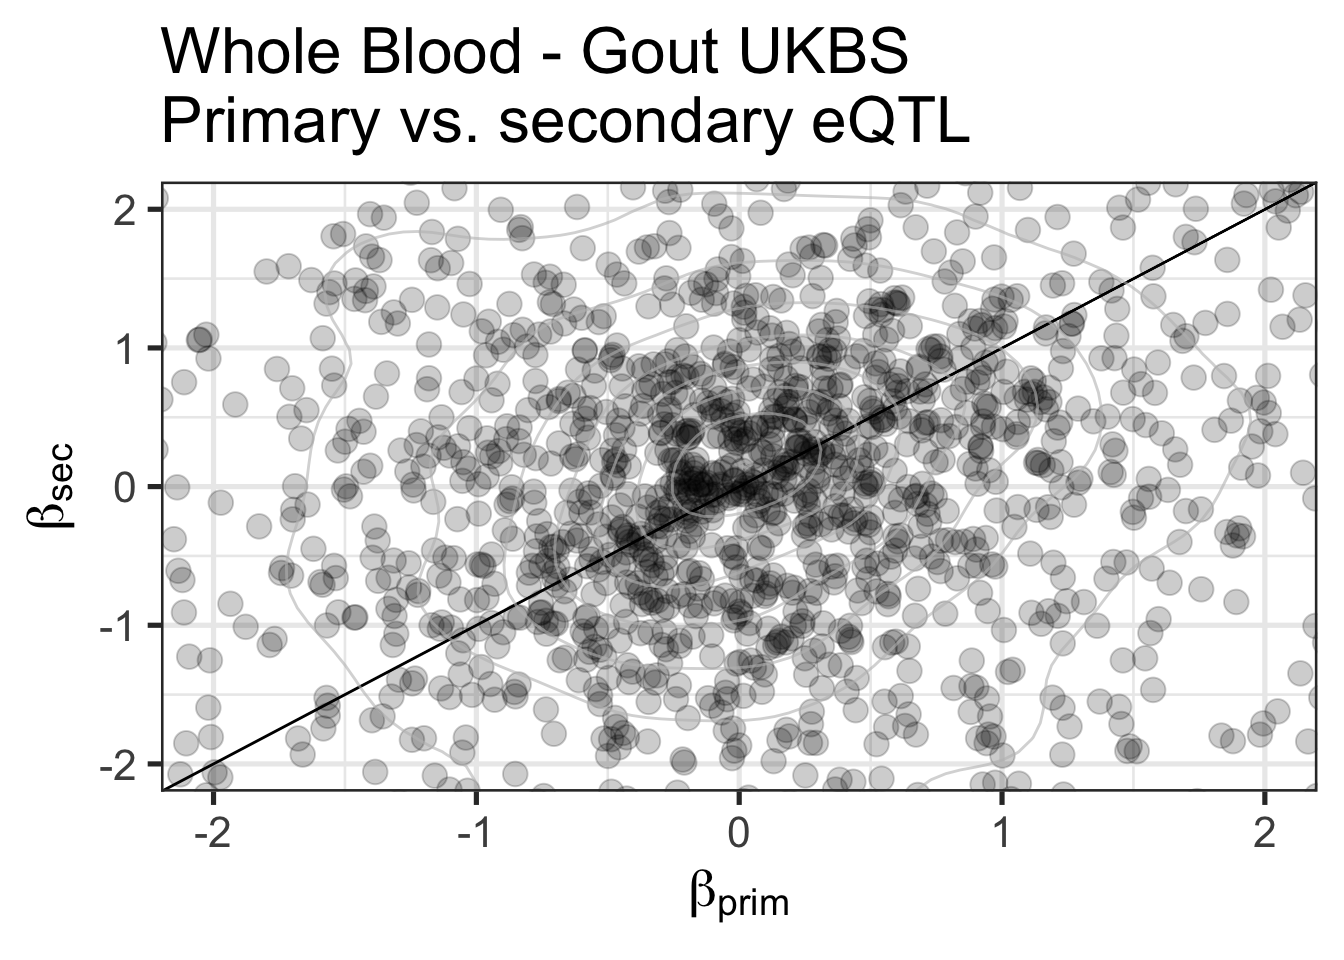 Whole Blood - Gout UKBS
Primary vs. secondary eQTL
2
1
0
-1
-2
βsec
-2 -1 0 1 2
βprim